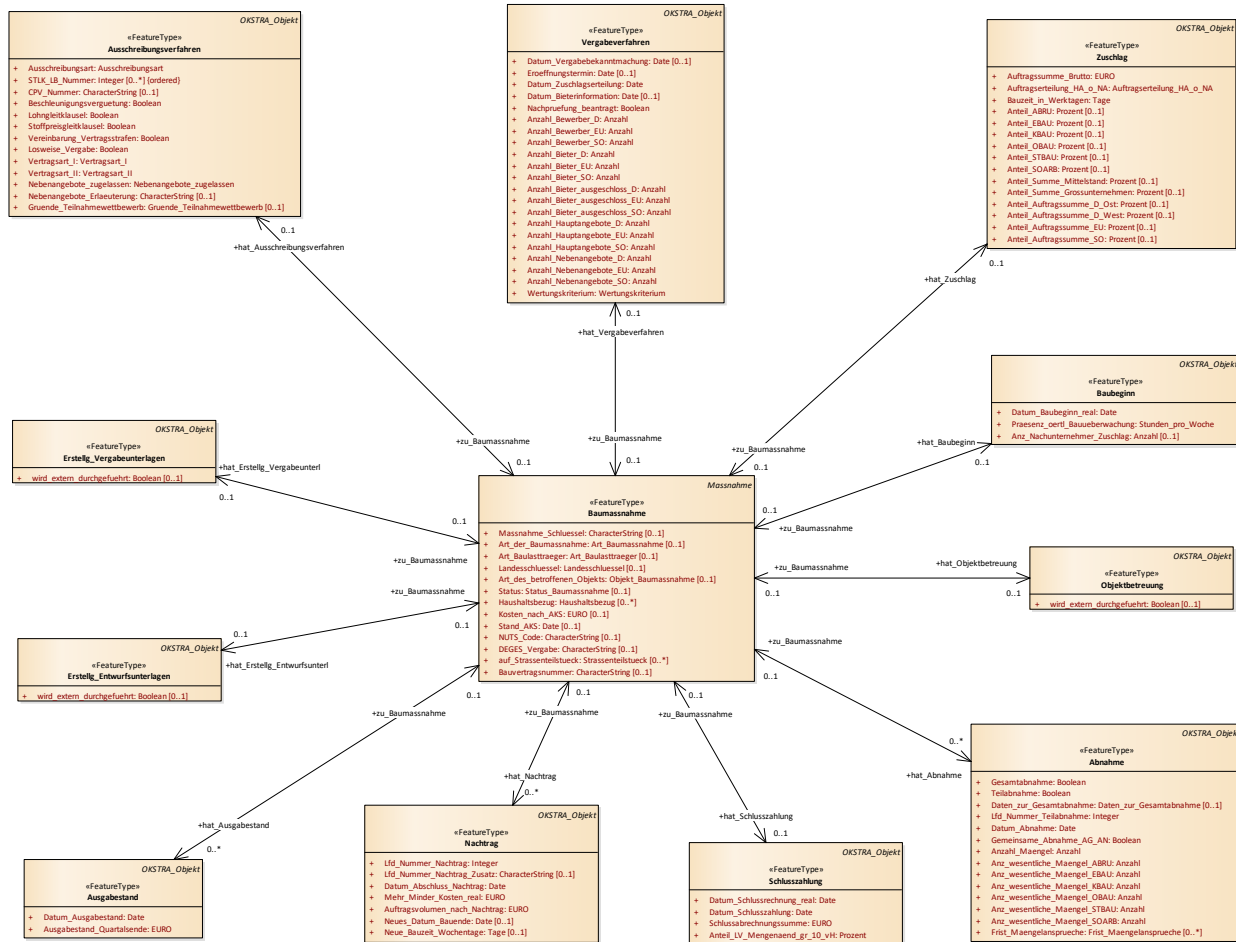 OKSTRA_Objekt
«FeatureType»
Ausschreibungsverfahren
+ Ausschreibungsart: Ausschreibungsart
+ STLK_LB_Nummer: Integer [0..*] {ordered}
+ CPV_Nummer: CharacterString [0..1]
+ Beschleunigungsverguetung: Boolean
+ Lohngleitklausel: Boolean
+ Stoffpreisgleitklausel: Boolean
+ Vereinbarung_Vertragsstrafen: Boolean
+ Losweise_Vergabe: Boolean
+ Vertragsart_I: Vertragsart_I
+ Vertragsart_II: Vertragsart_II
+ Nebenangebote_zugelassen: Nebenangebote_zugelassen
+ Nebenangebote_Erlaeuterung: CharacterString [0..1]
+ Gruende_Teilnahmewettbewerb: Gruende_Teilnahmewettbewerb [0..1]
OKSTRA_Objekt
«FeatureType»
Vergabeverfahren
+ Datum_Vergabebekanntmachung: Date [0..1]
+ Eroeffnungstermin: Date [0..1]
+ Datum_Zuschlagserteilung: Date
+ Datum_Bieterinformation: Date [0..1]
+ Nachpruefung_beantragt: Boolean
+ Anzahl_Bewerber_D: Anzahl
+ Anzahl_Bewerber_EU: Anzahl
+ Anzahl_Bewerber_SO: Anzahl
+ Anzahl_Bieter_D: Anzahl
+ Anzahl_Bieter_EU: Anzahl
+ Anzahl_Bieter_SO: Anzahl
+ Anzahl_Bieter_ausgeschloss_D: Anzahl
+ Anzahl_Bieter_ausgeschloss_EU: Anzahl
+ Anzahl_Bieter_ausgeschloss_SO: Anzahl
+ Anzahl_Hauptangebote_D: Anzahl
+ Anzahl_Hauptangebote_EU: Anzahl
+ Anzahl_Hauptangebote_SO: Anzahl
+ Anzahl_Nebenangebote_D: Anzahl
+ Anzahl_Nebenangebote_EU: Anzahl
+ Anzahl_Nebenangebote_SO: Anzahl
+ Wertungskriterium: Wertungskriterium
OKSTRA_Objekt
«FeatureType»
Zuschlag
+ Auftragssumme_Brutto: EURO
+ Auftragserteilung_HA_o_NA: Auftragserteilung_HA_o_NA
+ Bauzeit_in_Werktagen: Tage
+ Anteil_ABRU: Prozent [0..1]
+ Anteil_EBAU: Prozent [0..1]
+ Anteil_KBAU: Prozent [0..1]
+ Anteil_OBAU: Prozent [0..1]
+ Anteil_STBAU: Prozent [0..1]
+ Anteil_SOARB: Prozent [0..1]
+ Anteil_Summe_Mittelstand: Prozent [0..1]
+ Anteil_Summe_Grossunternehmen: Prozent [0..1]
+ Anteil_Auftragssumme_D_Ost: Prozent [0..1]
+ Anteil_Auftragssumme_D_West: Prozent [0..1]
+ Anteil_Auftragssumme_EU: Prozent [0..1]
+ Anteil_Auftragssumme_SO: Prozent [0..1]
0..1
+hat_Ausschreibungsverfahren
0..1
+hat_Vergabeverfahren
0..1
+hat_Zuschlag
OKSTRA_Objekt
«FeatureType»
Baubeginn
+ Datum_Baubeginn_real: Date
+ Praesenz_oertl_Baauueberwachung: Stunden_pro_Woche
+ Anz_Nachunternehmer_Zuschlag: Anzahl [0..1]
+hat_Baubeginn
0..1
OKSTRA_Objekt
«FeatureType»
Erstellg_Vergabeunterlagen
+ wird_extern_durchgefuehrt: Boolean [0..1]
+hat_Erstellg_Vergabeunterl
0..1
+zu_Baumassnahme
0..1
+zu_Baumassnahme
0..1
+zu_Baumassnahme
0..1
Massnahme
«FeatureType»
Baumassnahme
+ Massnahme_Schluessel: CharacterString [0..1]
+ Art_der_Baumassnahme: Art_Baumassnahme [0..1]
+ Art_Baulasttraeger: Art_Baulasttraeger [0..1]
+ Landesschluessel: Landesschluessel [0..1]
+ Art_des_betroffenen_Objekts: Objekt_Baumassnahme [0..1]
+ Status: Status_Baumassnahme [0..1]
+ Haushaltsbezug: Haushaltsbezug [0..*]
+ Kosten_nach_AKS: EURO [0..1]
+ Stand_AKS: Date [0..1]
+ NUTS_Code: CharacterString [0..1]
+ DEGES_Vergabe: CharacterString [0..1]
+ auf_Strassenteilstueck: Strassenteilstueck [0..*]
+ Bauvertragsnummer: CharacterString [0..1]
0..1
+zu_Baumassnahme
0..1
+zu_Baumassnahme
+zu_Baumassnahme
0..1
+hat_Objektbetreuung
0..1
OKSTRA_Objekt
«FeatureType»
Objektbetreuung
+ wird_extern_durchgefuehrt: Boolean [0..1]
+zu_Baumassnahme
0..1
0..1
+hat_Erstellg_Entwurfsunterl
OKSTRA_Objekt
«FeatureType»
Erstellg_Entwurfsunterlagen
+ wird_extern_durchgefuehrt: Boolean [0..1]
+zu_Baumassnahme
0..1
0..*
+hat_Abnahme
0..1
+zu_Baumassnahme
0..1
+zu_Baumassnahme
0..1
+zu_Baumassnahme
+hat_Nachtrag
0..*
+hat_Ausgabestand
0..*
+hat_Schlusszahlung
0..1
OKSTRA_Objekt
«FeatureType»
Ausgabestand
+ Datum_Ausgabestand: Date
+ Ausgabestand_Quartalsende: EURO
OKSTRA_Objekt
«FeatureType»
Nachtrag
+ Lfd_Nummer_Nachtrag: Integer
+ Lfd_Nummer_Nachtrag_Zusatz: CharacterString [0..1]
+ Datum_Abschluss_Nachtrag: Date
+ Mehr_Minder_Kosten_real: EURO
+ Auftragsvolumen_nach_Nachtrag: EURO
+ Neues_Datum_Bauende: Date [0..1]
+ Neue_Bauzeit_Wochentage: Tage [0..1]
OKSTRA_Objekt
«FeatureType»
Schlusszahlung
+ Datum_Schlussrechnung_real: Date
+ Datum_Schlusszahlung: Date
+ Schlussabrechnungssumme: EURO
+ Anteil_LV_Mengenaend_gr_10_vH: Prozent
OKSTRA_Objekt
«FeatureType»
Abnahme
+ Gesamtabnahme: Boolean
+ Teilabnahme: Boolean
+ Daten_zur_Gesamtabnahme: Daten_zur_Gesamtabnahme [0..1]
+ Lfd_Nummer_Teilabnahme: Integer
+ Datum_Abnahme: Date
+ Gemeinsame_Abnahme_AG_AN: Boolean
+ Anzahl_Maengel: Anzahl
+ Anz_wesentliche_Maengel_ABRU: Anzahl
+ Anz_wesentliche_Maengel_EBAU: Anzahl
+ Anz_wesentliche_Maengel_KBAU: Anzahl
+ Anz_wesentliche_Maengel_OBAU: Anzahl
+ Anz_wesentliche_Maengel_STBAU: Anzahl
+ Anz_wesentliche_Maengel_SOARB: Anzahl
+ Frist_Maengelansprueche: Frist_Maengelansprueche [0..*]